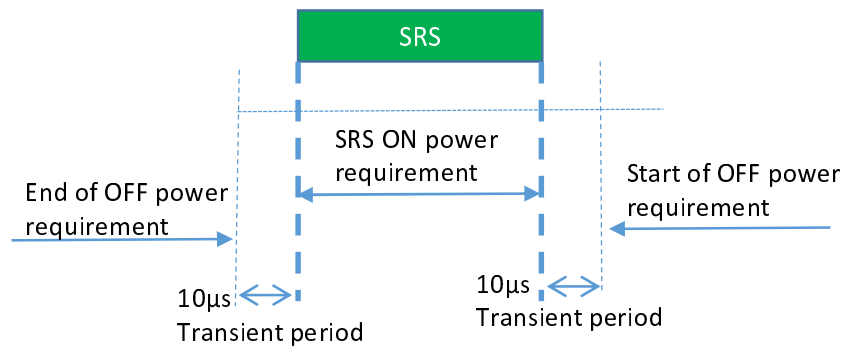 SRS
SRS ON power
requirement
End of OFF power
requirement
Start of OFF power
requirement
10µs
Transient period
10µs
Transient period